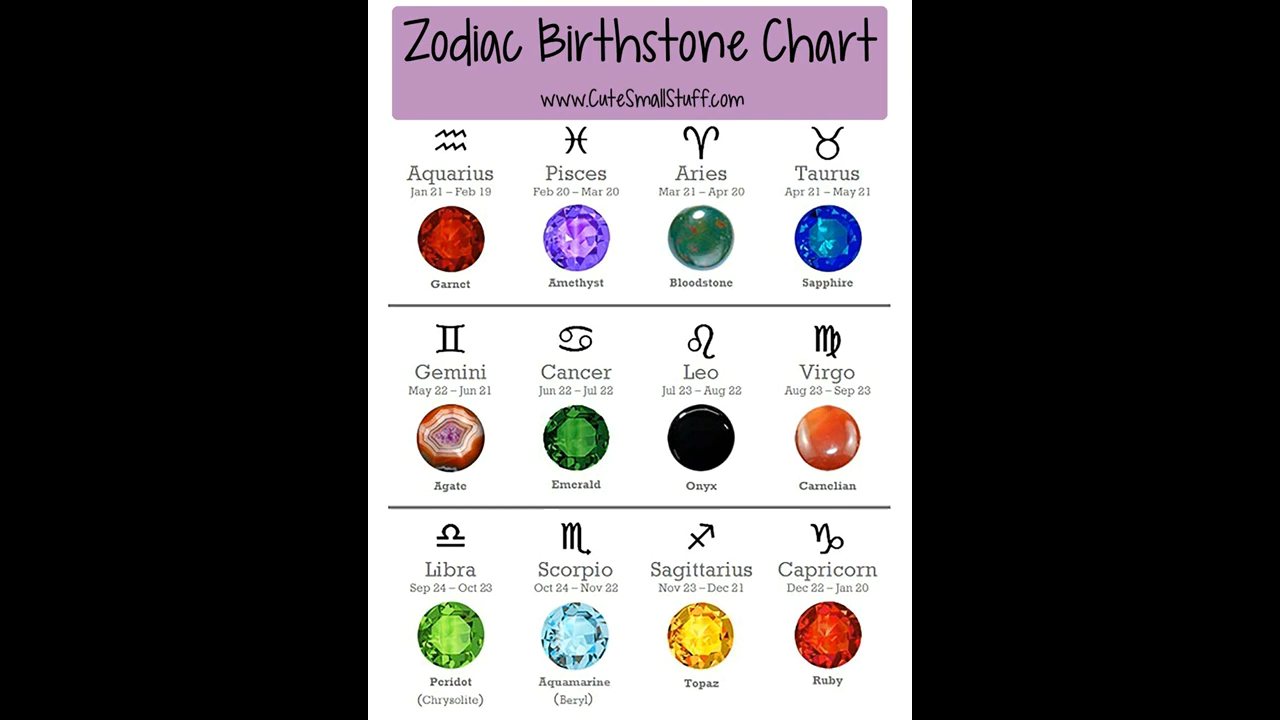 Zodiac Birthstone Chart
www.CuteSmallStuff.com
Aquarius Pisces Aries Taurus
Jan 21 – Feb 19 Feb 20 – Mar 20 Mar 21 – Apr 20 Apr 21 – May 21
Garnet Amethyst Bloodstone Sapphire
Gemini Cancer Leo Virgo
May 22 – Jun 21 Jun 22 – Jul 22 Jul 23 – Aug 22 Aug 23 – Sep 23
Agate Emerald Onyx Carnelian
Libra Scorpio Sagittarius Capricorn
Sep 24 – Oct 23 Oct 24 – Nov 22 Nov 23 – Dec 21 Dec 22 – Jan 20
Peridot Aquamarine Topaz Ruby
(Chrysolite) (Beryl)